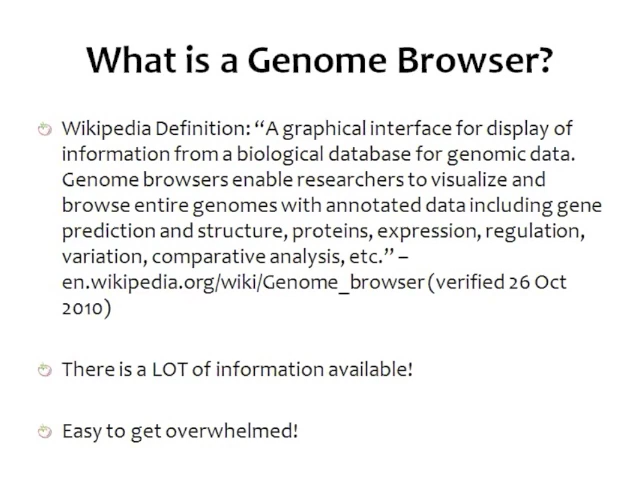 What is a Genome Browser?
Wikipedia Definition: “A graphical interface for display of
information from a biological database for genomic data.
Genome browsers enable researchers to visualize and
browse entire genomes with annotated data including gene
prediction and structure, proteins, expression, regulation,
variation, comparative analysis, etc.” –
en.wikipedia.org/wiki/Genome_browser (verified 26 Oct
2010)
There is a LOT of information available!
Easy to get overwhelmed!